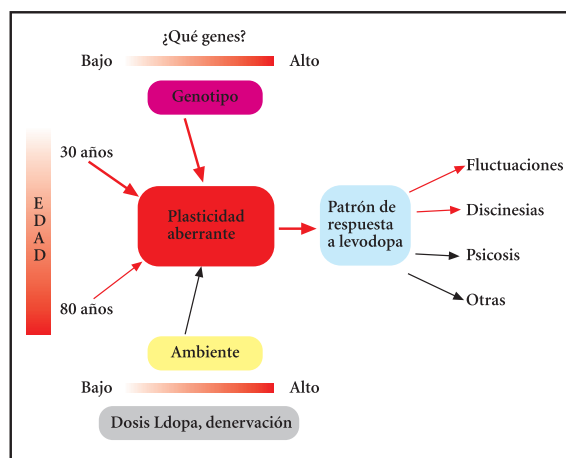 ¿Qué genes?
Bajo
Alto
Genotipo
30 años
EDAD
Plasticidad
aberrante
Patrón de
respuesta
a levodopa
Fluctuaciones
Discinesias
Psicosis
Otras
80 años
Ambiente
Bajo
Alto
Dosis Ldopa, denervación